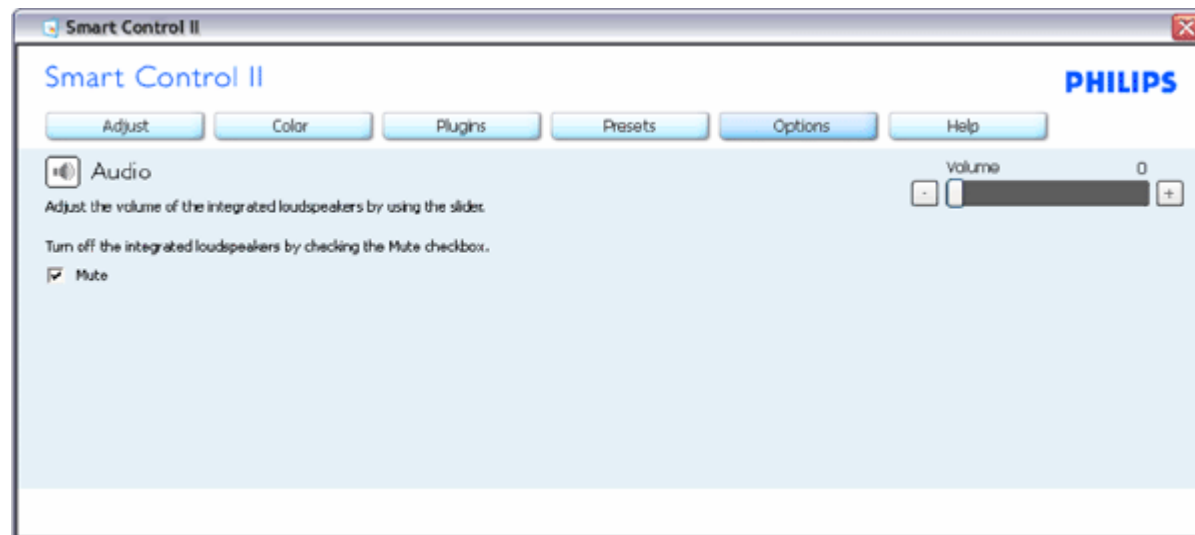 Smart Control II
Smart Control II
PHILIPS
Adjust Color Plugins Presets Options Help
Audio
Volume 0
- +
Adjust the volume of the integrated loudspeakers by using the slider.
Turn off the integrated loudspeakers by checking the Mute checkbox.
Mute